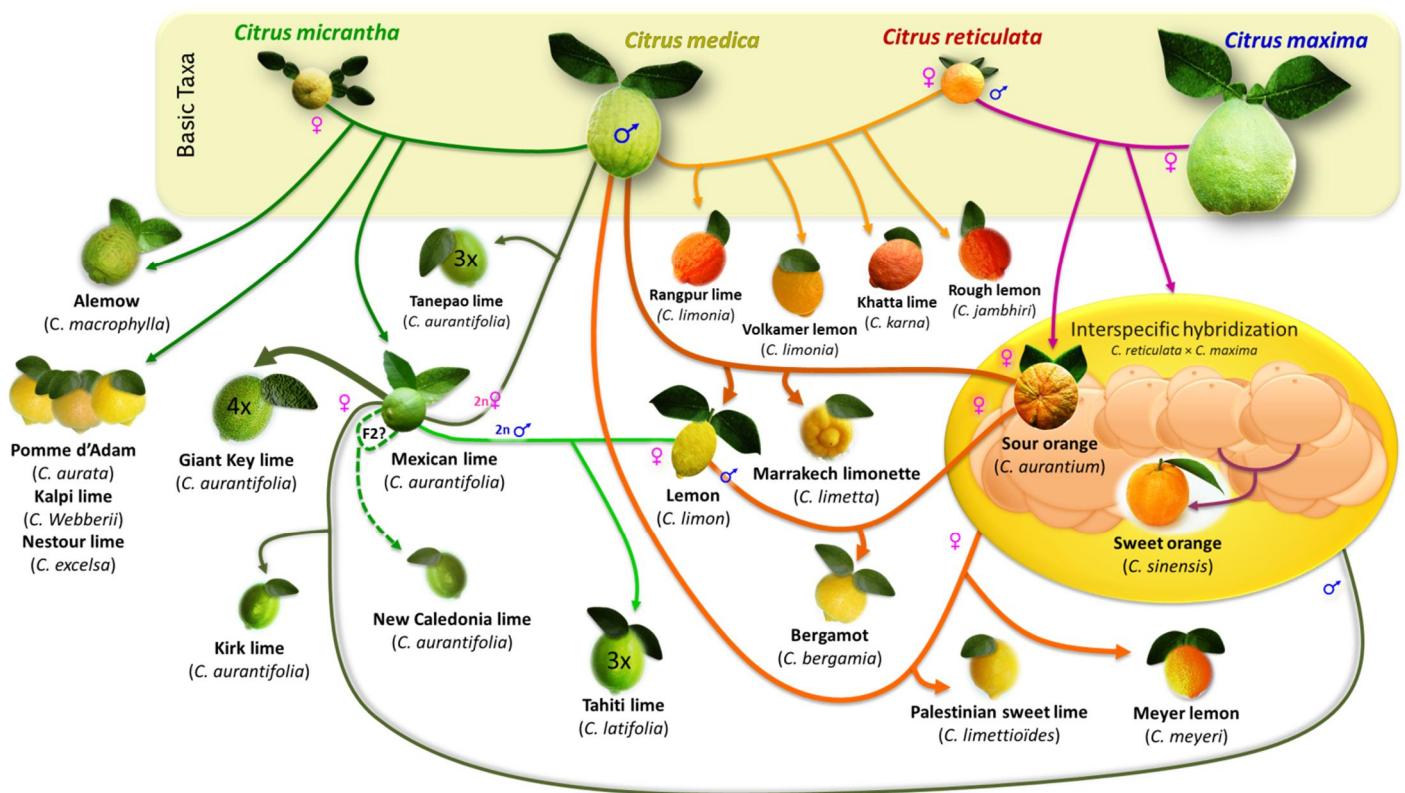 Citrus micrantha
Citrus medica
Citrus reticulata
Citrus maxima
Basic Taxa
♀
♂
♀
♂
♀
Alemow
(C. macrophylla)
3x
Tanepao lime
(C. aurantifolia)
Rangpur lime
(C. limonia)
Volkamer lemon
(C. limonia)
Khatta lime
(C. karna)
Rough lemon
(C. jambhiri)
Interspecific hybridization
C. reticulata × C. maxima
Pomme d'Adam
(C. aurata)
Kalpi lime
(C. Webberii)
Nestour lime
(C. excelsa)
4x
Giant Key lime
(C. aurantifolia)
♀
F2?
2n♀
2n ♂
Mexican lime
(C. aurantifolia)
♀
♂
Lemon
(C. limon)
Marrakech limonette
(C. limetta)
♀
♀
Sour orange
(C. aurantium)
Sweet orange
(C. sinensis)
♀
♂
Kirk lime
(C. aurantifolia)
New Caledonia lime
(C. aurantifolia)
3x
Tahiti lime
(C. latifolia)
Bergamot
(C. bergamia)
Palestinian sweet lime
(C. limettioïdes)
Meyer lemon
(C. meyeri)